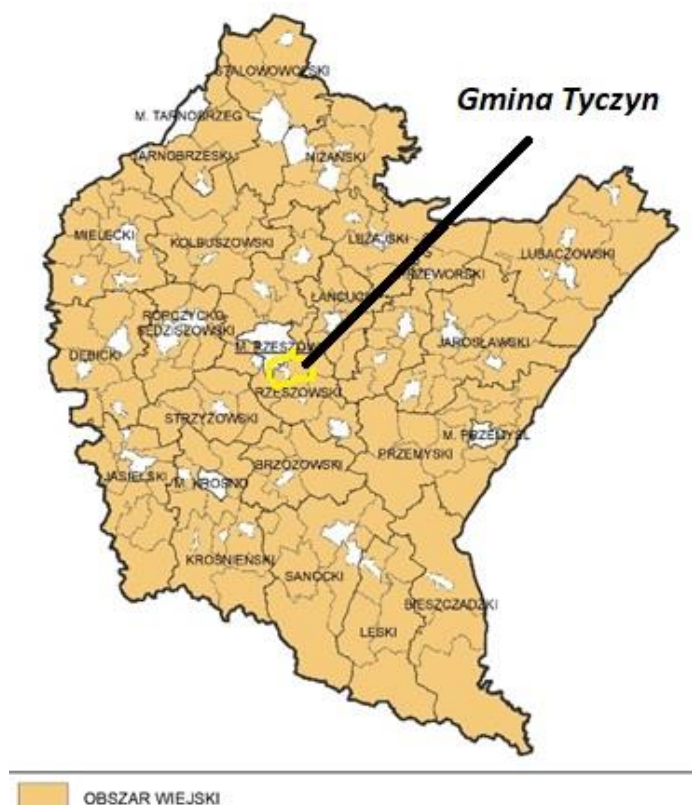 STALOWOWOLSKI
Gmina Tyczyn
M. TARNOBRZEG
TARNOBRZESKI
NIŻAŃSKI
MIELECKI
KOLBUSZOWSKI
LEŻAJSKI
LUBACZOWSKI
PRZEWORSKI
ŁAŃCUC
ROPCZYCKO
SĘDZISZOWSKI
M. RZESZÓW
JAROSŁAWSKI
DĘBICKI
RZESZOWSKI
STRZYŻOWSKI
M. PRZEMYŚL
PRZEMYSKI
BRZOZOWSKI
JASIELSKI
M. KROSNO
KROŚNIEŃSKI
SANOCKI
BIESZCZADZKI
LESKI
OBSZAR WIEJSKI